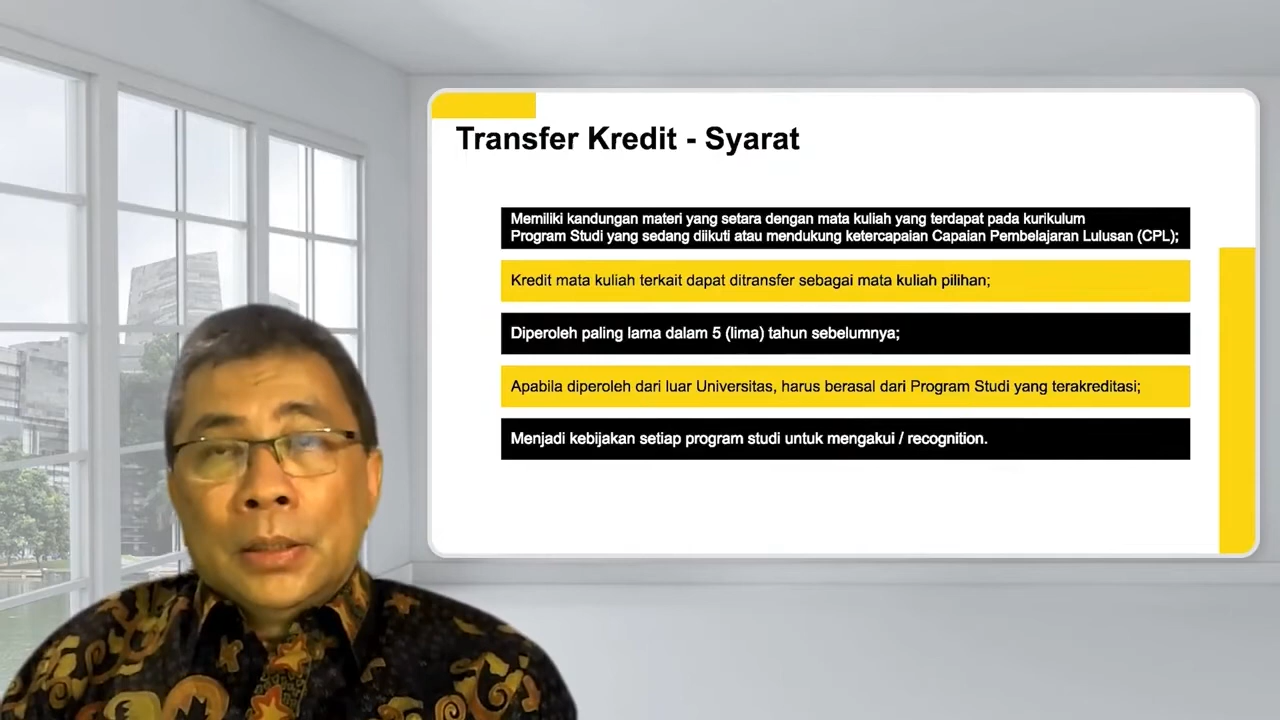 Transfer Kredit - Syarat
Memiliki kandungan materi yang setara dengan mata kuliah yang terdapat pada kurikulum
Program Studi yang sedang diikuti atau mendukung ketercapaian Capaian Pembelajaran Lulusan (CPL);
Kredit mata kuliah terkait dapat ditransfer sebagai mata kuliah pilihan;
Diperoleh paling lama dalam 5 (lima) tahun sebelumnya;
Apabila diperoleh dari luar Universitas, harus berasal dari Program Studi yang terakreditasi;
Menjadi kebijakan setiap program studi untuk mengakui / recognition.